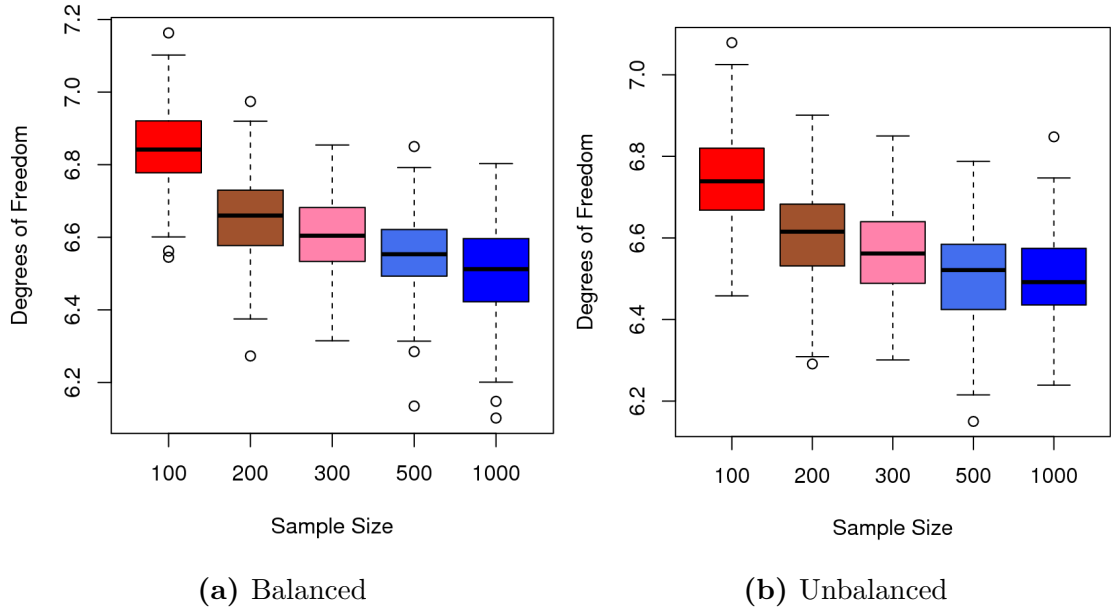 7.2
7.0
6.8
6.6
6.4
6.2
Degrees of Freedom
100 200 300 500 1000
Sample Size
(a) Balanced
7.0
6.8
6.6
6.4
6.2
Degrees of Freedom
100 200 300 500 1000
Sample Size
(b) Unbalanced